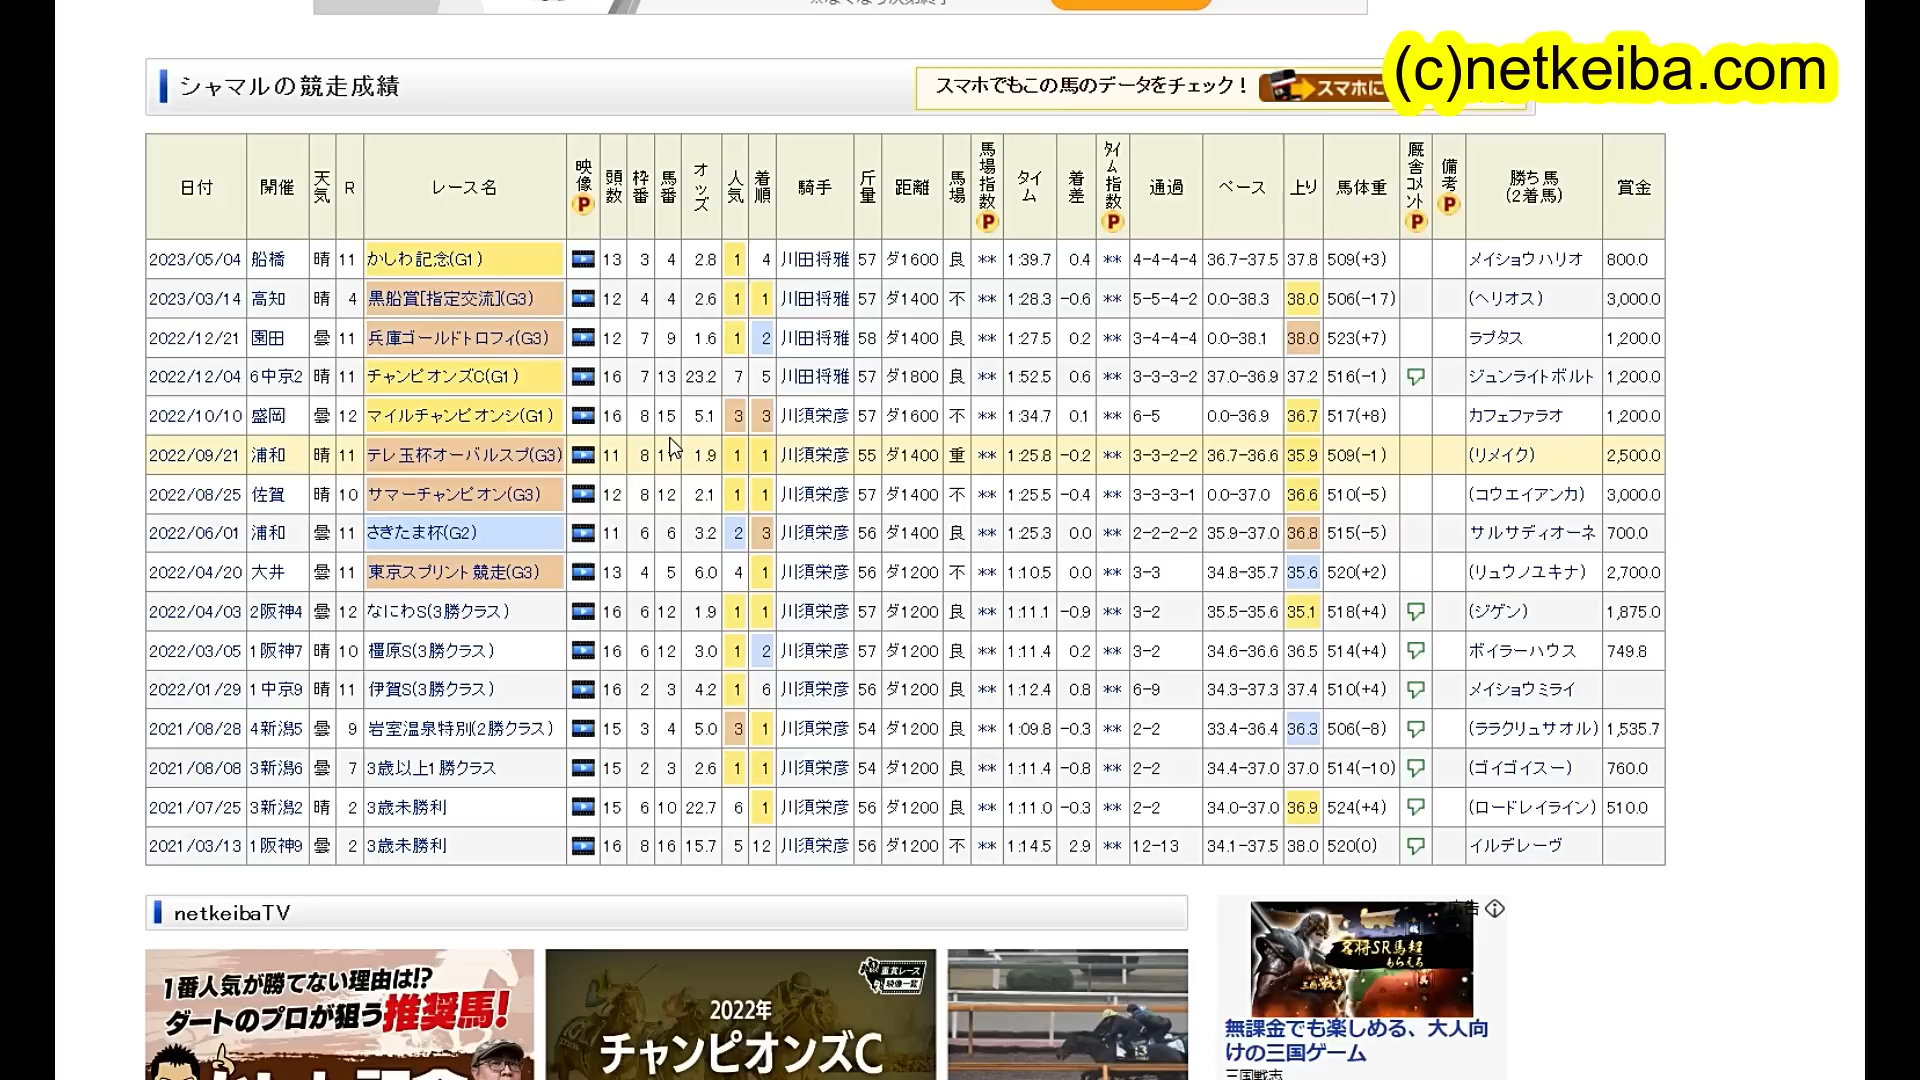 (c)netkeiba.com
シャマルの競走成績
スマホでもこの馬のデータをチェック！ スマホに
日付 開催 天気 R レース名 映像 P 頭数 枠番 馬番 オッズ 人気 着順 騎手 斤量 距離 馬場 馬場指数 P タイム 着差 タイム指数 P 通過 ペース 上り 馬体重 厩舎コメント P 備考 P 勝ち馬(2着馬) 賞金
2023/05/04 船橋 晴 11 かしわ記念(G1) 13 3 4 2.8 1 4 川田将雅 57 ダ1600 良 ** 1:39.7 0.4 ** 4-4-4-4 36.7-37.5 37.8 509(+3) メイショウハリオ 800.0
2023/03/14 高知 晴 4 黒船賞[指定交流](G3) 12 4 4 2.6 1 1 川田将雅 57 ダ1400 不 ** 1:28.3 -0.6 ** 5-5-4-2 0.0-38.3 38.0 506(-17) (ヘリオス) 3,000.0
2022/12/21 園田 曇 11 兵庫ゴールドトロフィ(G3) 12 7 9 1.6 1 2 川田将雅 58 ダ1400 良 ** 1:27.5 0.2 ** 3-4-4-4 0.0-38.1 38.0 523(+7) ラプタス 1,200.0
2022/12/04 6中京2 晴 11 チャンピオンズC(G1) 16 7 13 23.2 7 5 川田将雅 57 ダ1800 良 ** 1:52.5 0.6 ** 3-3-3-2 37.0-36.9 37.2 516(-1) ジュンライトボルト 1,200.0
2022/10/10 盛岡 曇 12 マイルチャンピオンシ(G1) 16 8 15 5.1 3 3 川須栄彦 57 ダ1600 不 ** 1:34.7 0.1 ** 6-5 0.0-36.9 36.7 517(+8) カフェファラオ 1,200.0
2022/09/21 浦和 晴 11 テレ玉杯オーバルスプ(G3) 11 8 1.9 1 1 川須栄彦 55 ダ1400 重 ** 1:25.8 -0.2 ** 3-3-2-2 36.7-36.6 35.9 509(-1) (リメイク) 2,500.0
2022/08/25 佐賀 晴 10 サマーチャンピオン(G3) 12 8 12 2.1 1 1 川須栄彦 57 ダ1400 不 ** 1:25.5 -0.4 ** 3-3-3-1 0.0-37.0 36.6 510(-5) (コウエイアンカ) 3,000.0
2022/06/01 浦和 曇 11 さきたま杯(G2) 11 6 6 3.2 2 3 川須栄彦 56 ダ1400 良 ** 1:25.3 0.0 ** 2-2-2-2 35.9-37.0 36.8 515(-5) サルサディオーネ 700.0
2022/04/20 大井 曇 11 東京スプリント競走(G3) 13 4 5 6.0 4 1 川須栄彦 56 ダ1200 不 ** 1:10.5 0.0 ** 3-3 34.8-35.7 35.6 520(+2) (リュウノユキナ) 2,700.0
2022/04/03 2阪神4 晴 12 なにわS(3勝クラス) 16 6 12 1.9 1 1 川須栄彦 57 ダ1200 良 ** 1:11.1 -0.9 ** 3-2 35.5-35.6 35.1 518(+4) (ジゲン) 1,875.0
2022/03/05 1阪神7 晴 10 橿原S(3勝クラス) 16 6 12 3.0 1 2 川須栄彦 57 ダ1200 良 ** 1:11.4 0.2 ** 3-2 34.6-36.6 36.5 514(+4) ボイラーハウス 749.8
2022/01/29 1中京9 晴 11 伊賀S(3勝クラス) 16 2 3 4.2 1 6 川須栄彦 56 ダ1200 良 ** 1:12.4 0.8 ** 6-9 34.3-37.3 37.4 510(+4) メイショウミライ
2021/08/28 4新潟5 曇 9 岩室温泉特別(2勝クラス) 15 3 4 5.0 3 1 川須栄彦 54 ダ1200 良 ** 1:09.8 -0.3 ** 2-2 33.4-36.4 36.3 506(-8) (ララクリュサオル) 1,535.7
2021/08/08 3新潟6 曇 7 3歳以上1勝クラス 15 2 3 2.6 1 1 川須栄彦 54 ダ1200 良 ** 1:11.4 -0.8 ** 2-2 34.4-37.0 37.0 514(-10) (ゴイゴイスー) 760.0
2021/07/25 3新潟2 晴 2 3歳未勝利 15 6 10 22.7 6 1 川須栄彦 56 ダ1200 良 ** 1:11.0 -0.3 ** 2-2 34.0-37.0 36.9 524(+4) (ロードレイライン) 510.0
2021/03/13 1阪神9 曇 2 3歳未勝利 16 8 16 15.7 5 12 川須栄彦 56 ダ1200 不 ** 1:14.5 2.9 ** 12-13 34.1-37.5 38.0 520(0) イルデレーヴ
netkeibaTV
広告
1番人気が勝てない理由は!?
ダートのプロが狙う推奨馬!
重賞レース
映像一覧
2022年
チャンピオンズC
名将SR馬超
もらえる
無課金でも楽しめる、大人向
けの三国ゲーム
三国戦志